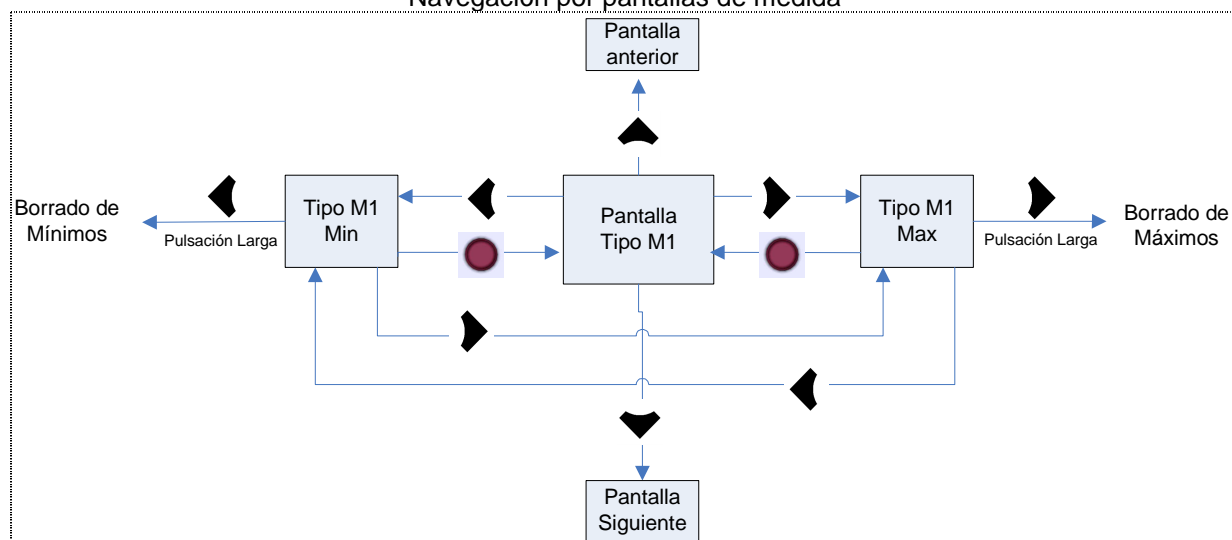 Navegación por pantallas de medida
Pantalla
anterior
Borrado de
Mínimos
Pulsación Larga
Tipo M1
Min
Pantalla
Tipo M1
Tipo M1
Max
Pulsación Larga
Borrado de
Máximos
Pantalla
Siguiente